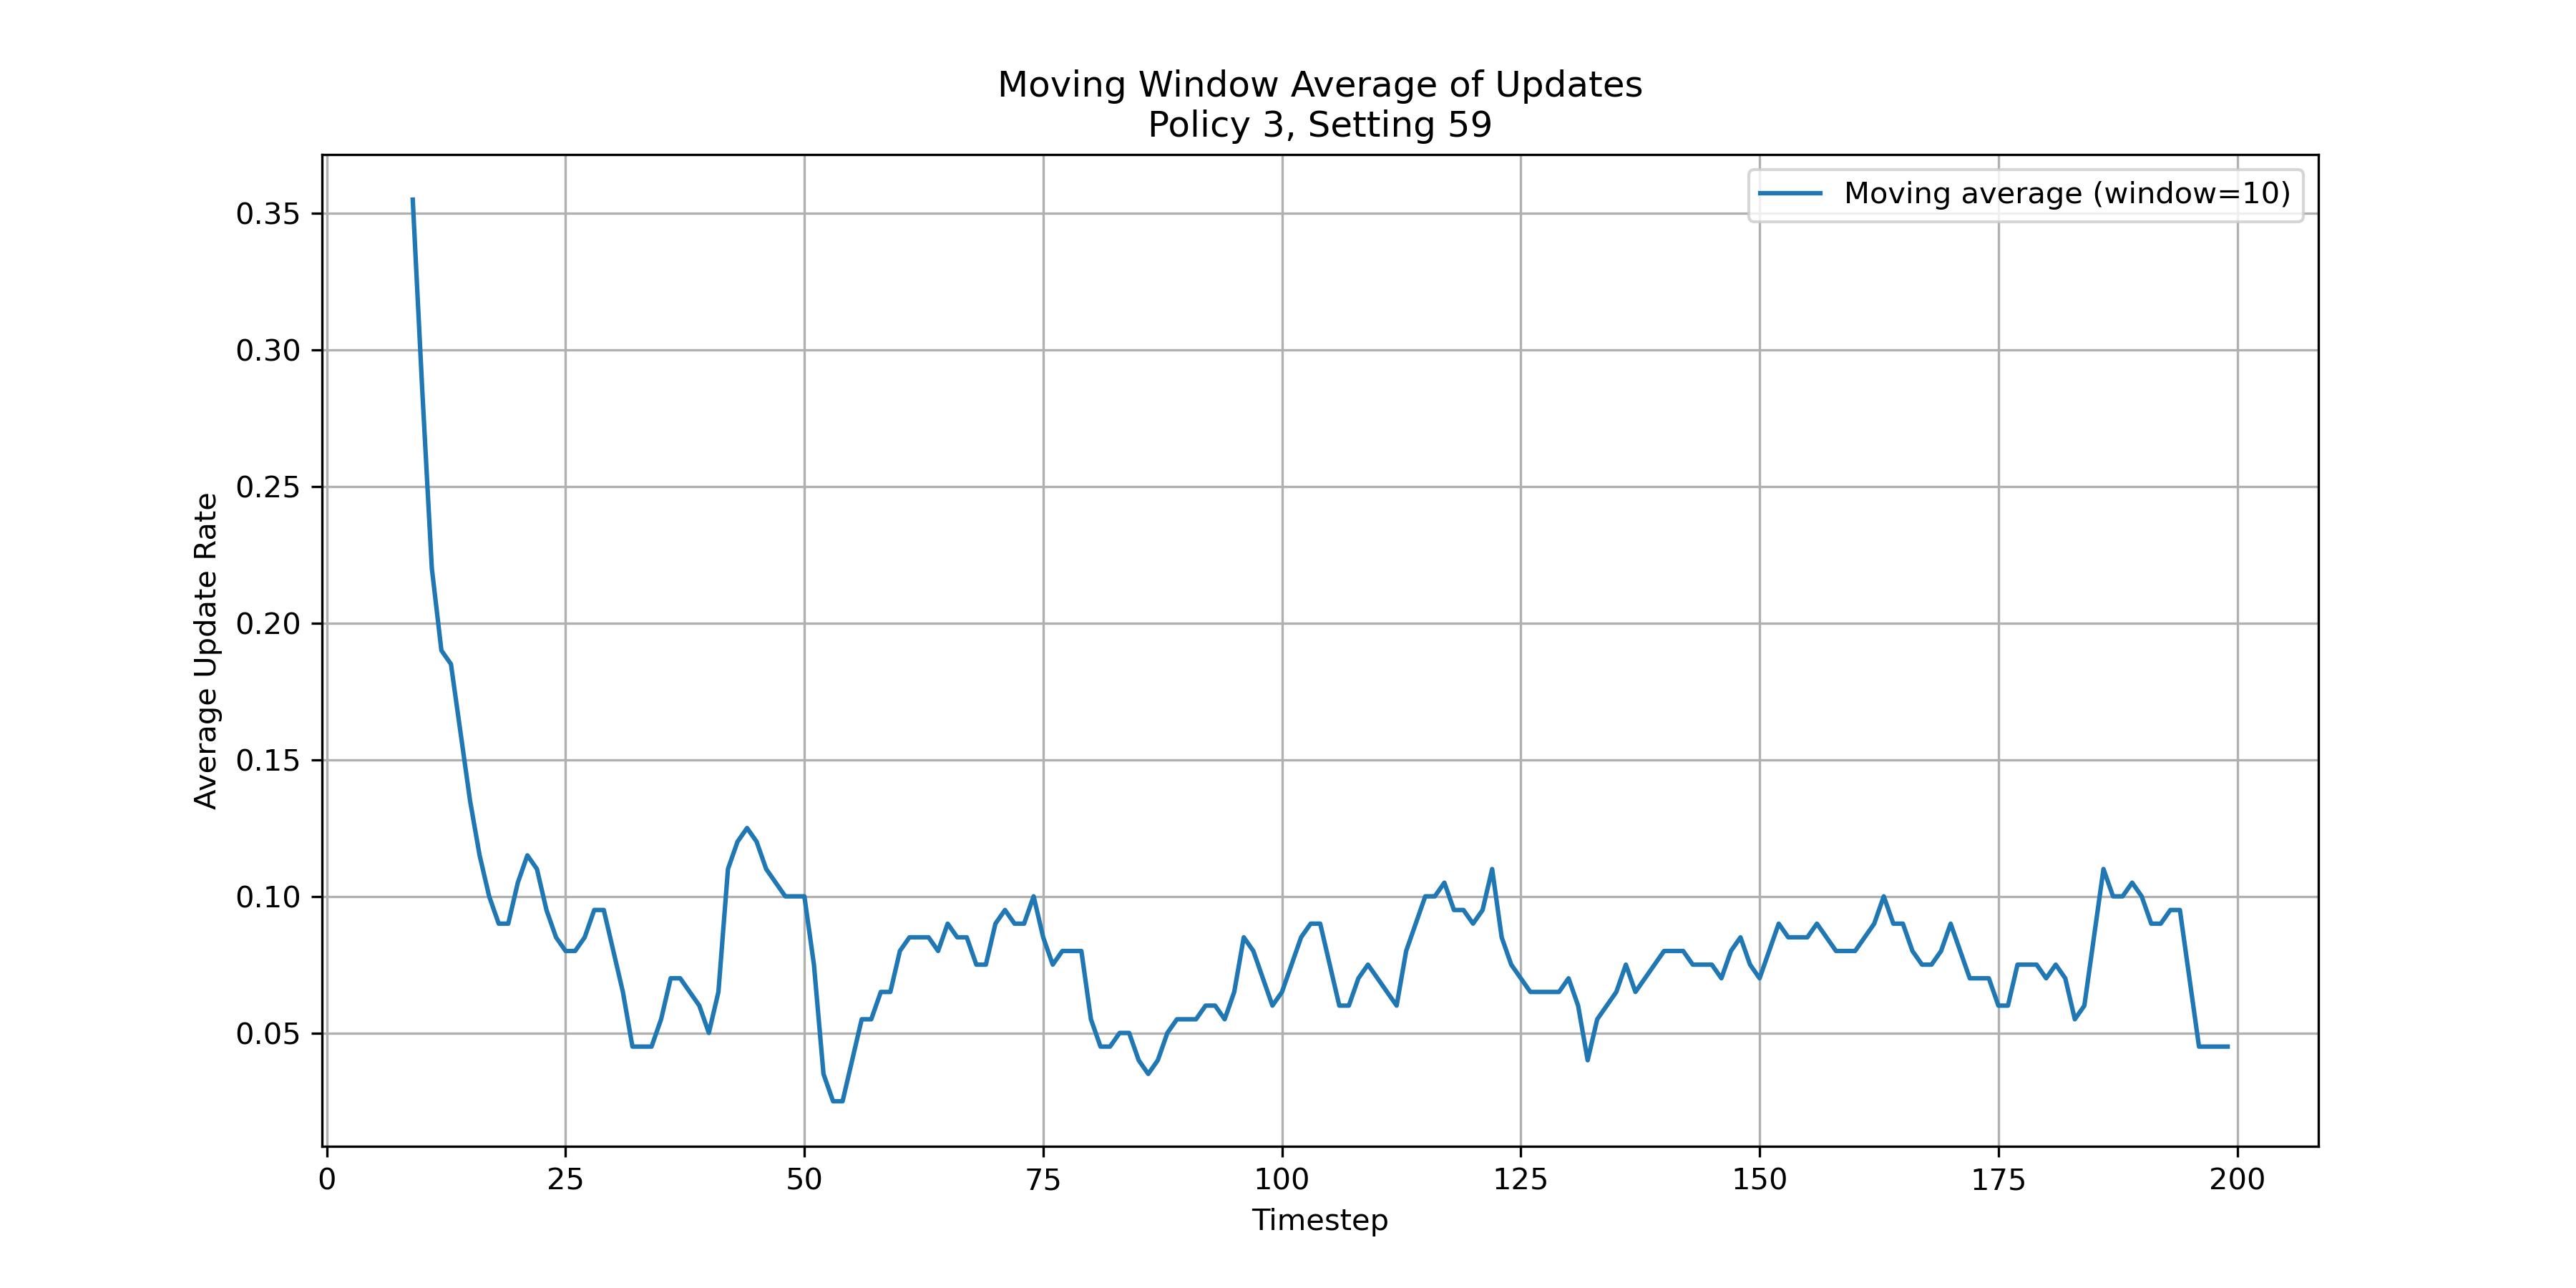 Moving Window Average of Updates
Policy 3, Setting 59
Moving average (window=10)
Average Update Rate
0.35
0.30
0.25
0.20
0.15
0.10
0.05
0 25 50 75 100 125 150 175 200
Timestep